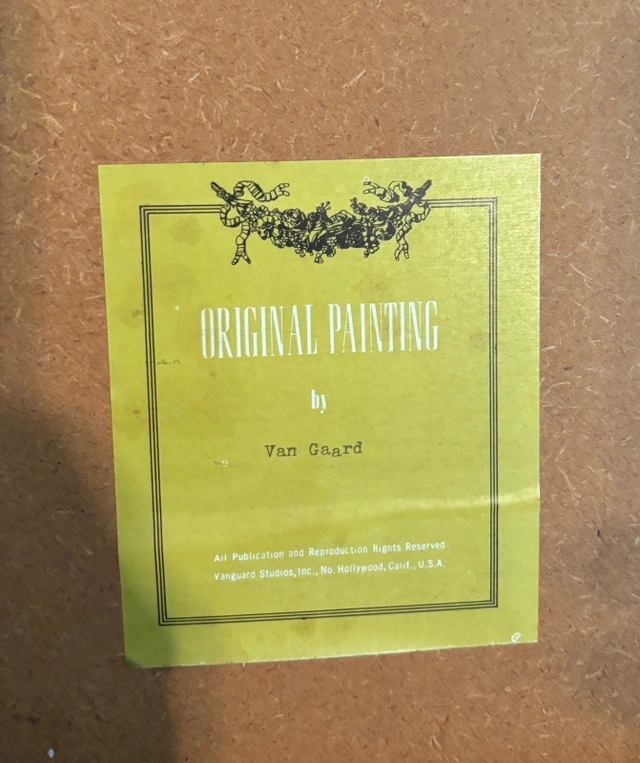 ORIGINAL PAINTING
by
Van Gaard
All Publication and Reproduction Rights Reserved
Vanguard Studios, Inc., No. Hollywood, Calif., U.S.A.